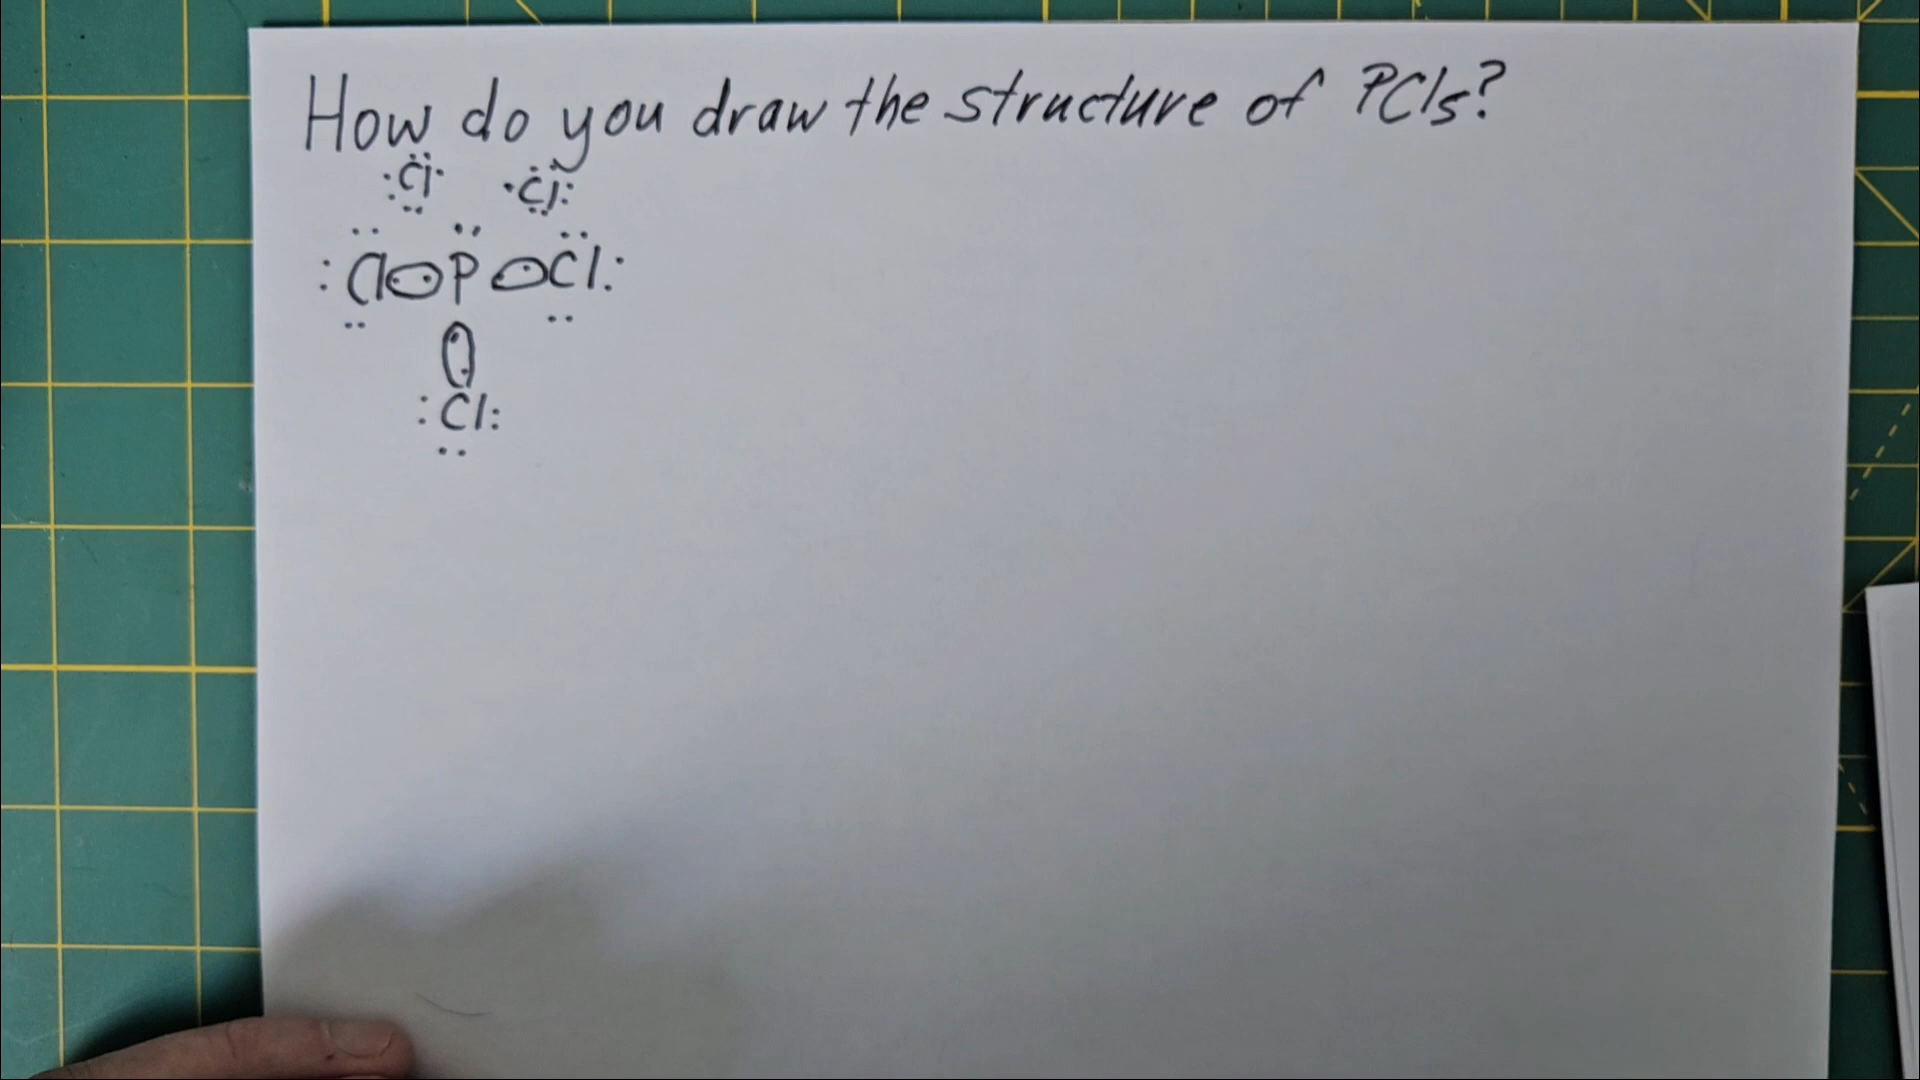 How do you draw the structure of PCl5?
:Cl· ·Cl:
:Cl P Cl:
:Cl: